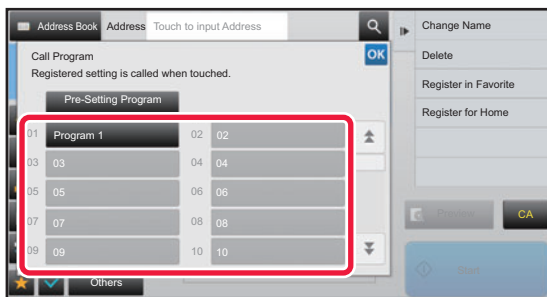 Address Book Address Touch to input Address
Change Name
Call Program OK
Delete
Registered setting is called when touched.
Register in Favorite
Pre-Setting Program
Register for Home
01 Program 1 02 02
03 03 04 04
05 05 06 06
07 07 08 08
Preview CA
09 09 10 10
Start
Others